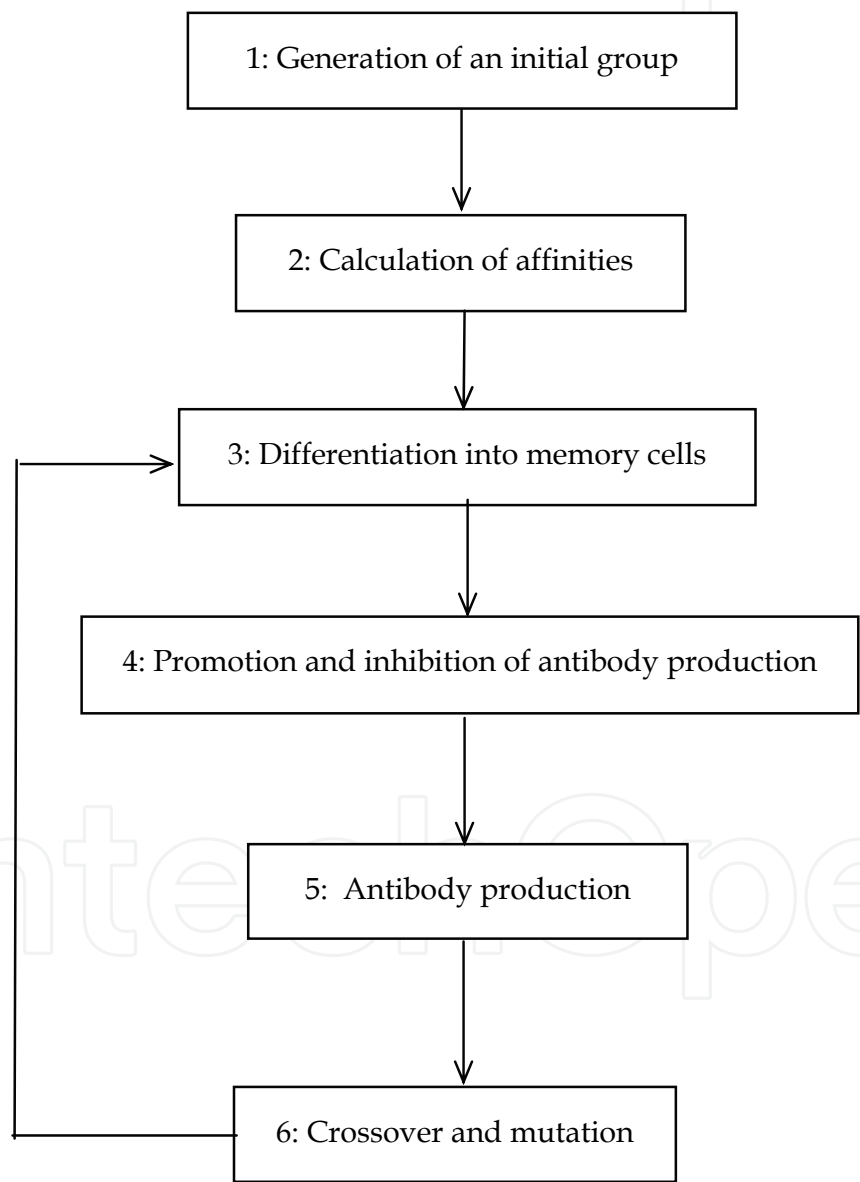 1: Generation of an initial group
2: Calculation of affinities
3: Differentiation into memory cells
4: Promotion and inhibition of antibody production
5: Antibody production
6: Crossover and mutation
ntechOpe